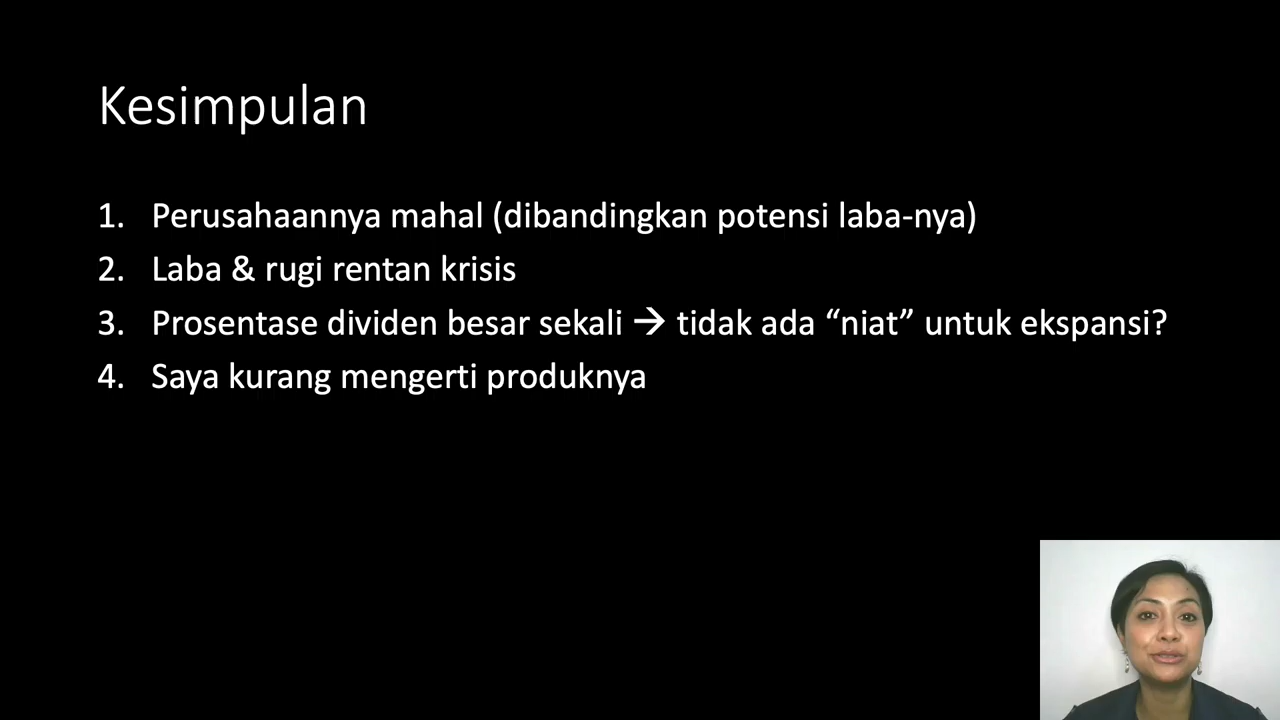 Kesimpulan
1. Perusahaannya mahal (dibandingkan potensi laba-nya)
2. Laba & rugi rentan krisis
3. Prosentase dividen besar sekali → tidak ada “niat” untuk ekspansi?
4. Saya kurang mengerti produknya